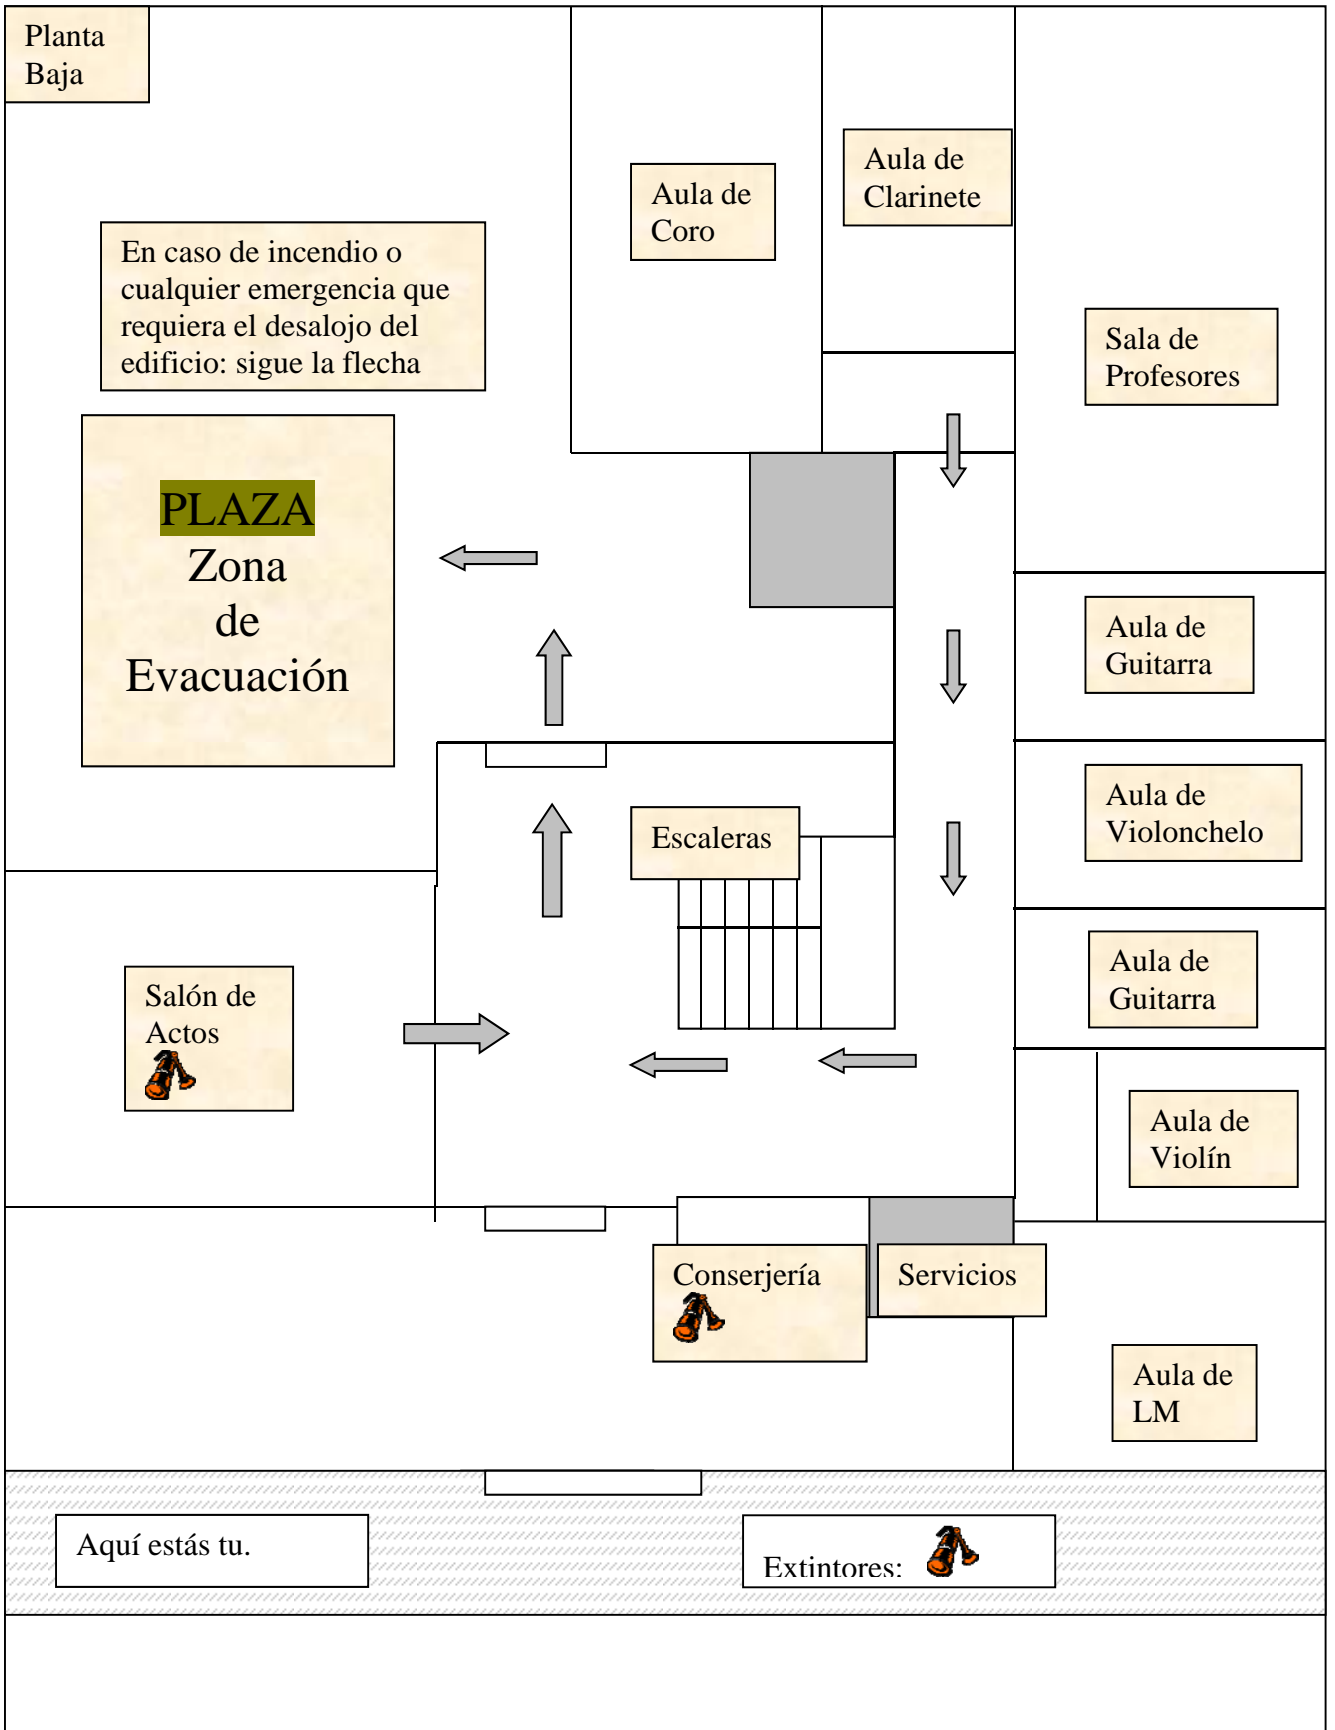 Planta
Baja
Aula de
Clarinete
Aula de
Coro
En caso de incendio o
cualquier emergencia que
requiera el desalojo del
edificio: sigue la flecha
Sala de
Profesores
PLAZA
Zona
de
Evacuación
Aula de
Guitarra
Aula de
Violonchelo
Escaleras
Aula de
Guitarra
Salón de
Actos
Aula de
Violín
Conserjería
Servicios
Aula de
LM
Aquí estás tu.
Extintores: